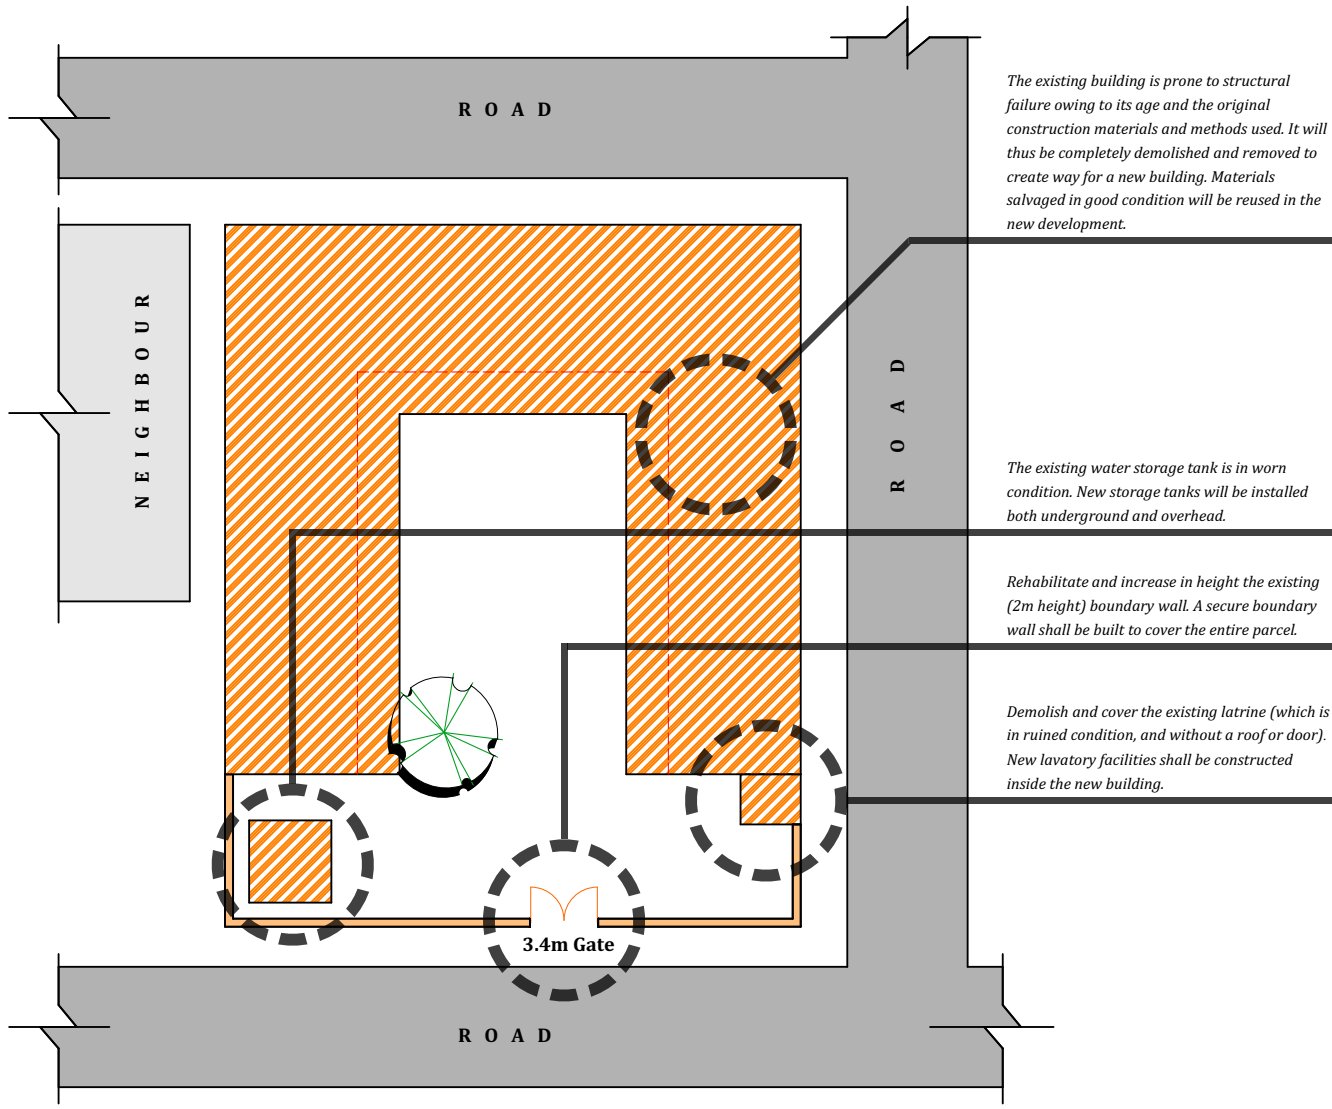 ROAD
The existing building is prone to structural
failure owing to its age and the original
construction materials and methods used. It will
thus be completely demolished and removed to
create way for a new building. Materials
salvaged in good condition will be reused in the
new development.
NEIGHBOUR
ROAD
The existing water storage tank is in worn
condition. New storage tanks will be installed
both underground and overhead.
Rehabilitate and increase in height the existing
(2m height) boundary wall. A secure boundary
wall shall be built to cover the entire parcel.
Demolish and cover the existing latrine (which is
in ruined condition, and without a roof or door).
New lavatory facilities shall be constructed
inside the new building.
3.4m Gate
ROAD